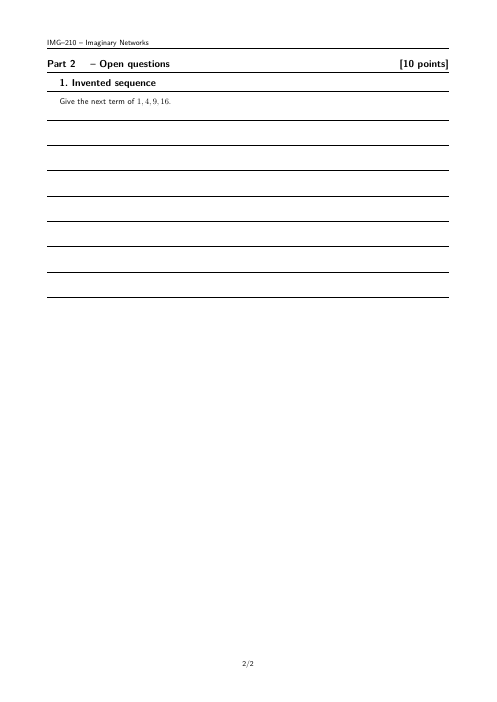 IMG–210 – Imaginary Networks
Part 2 – Open questions [10 points]
1. Invented sequence
Give the next term of 1, 4, 9, 16.
2/2